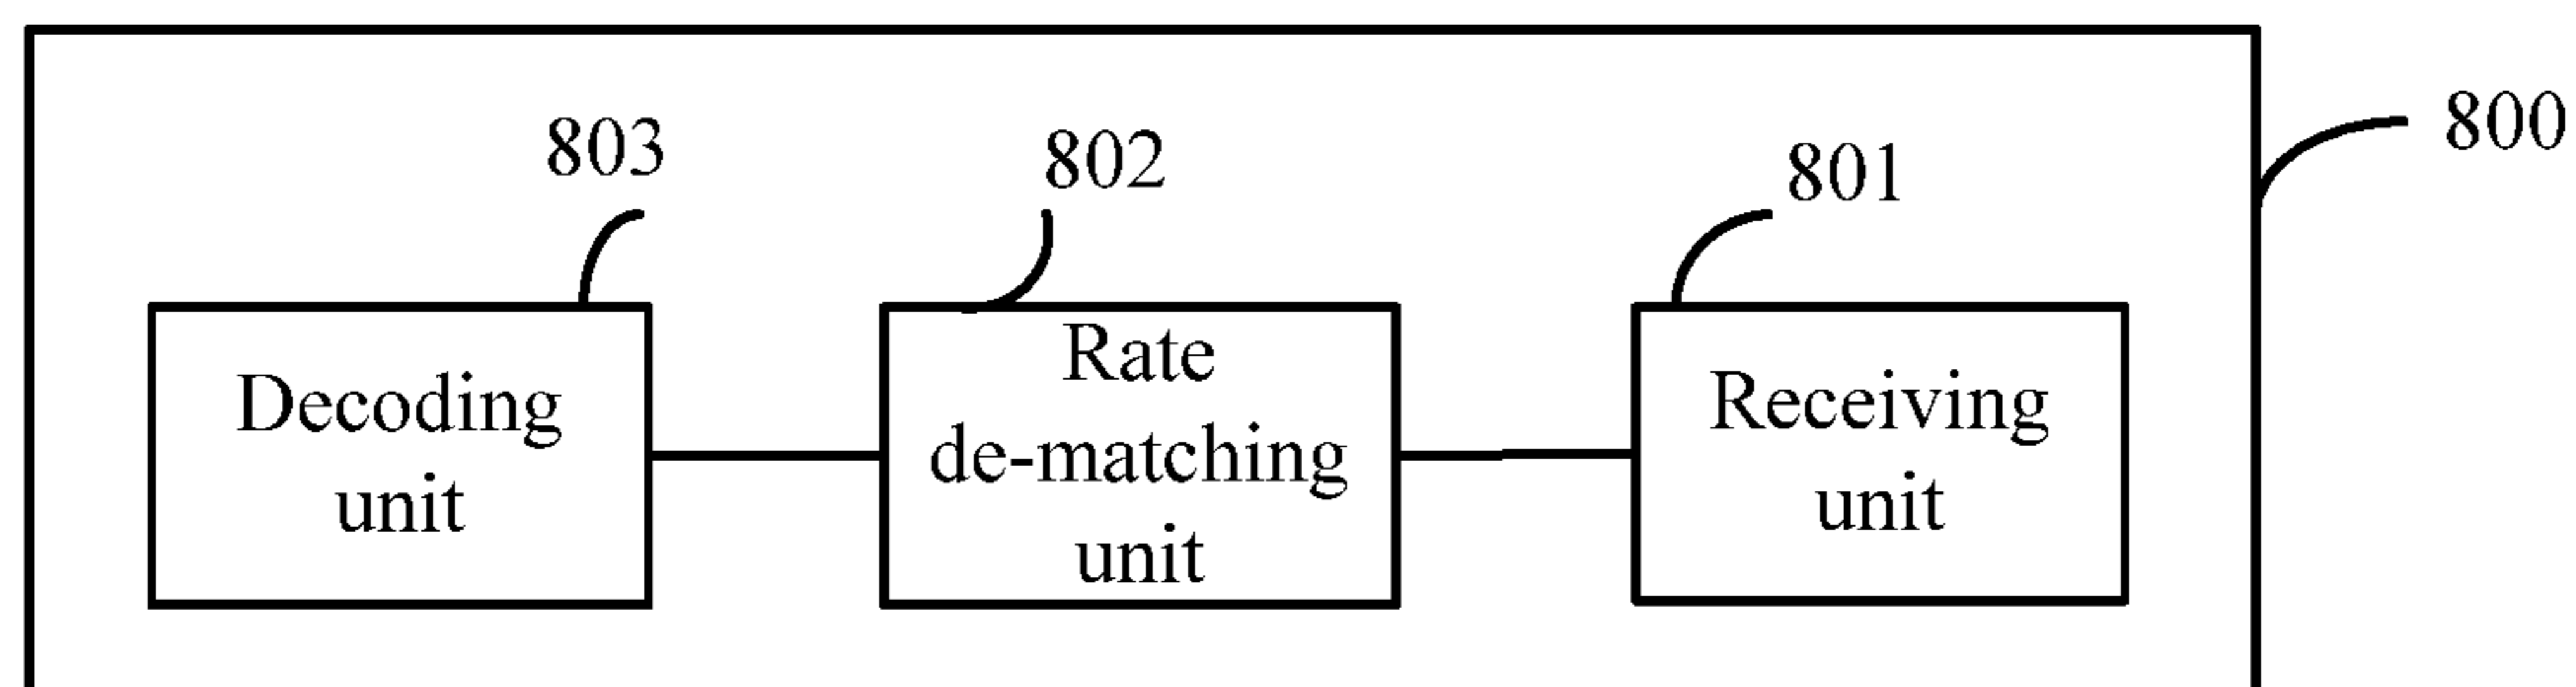 800
803
802
801
Decoding
unit
Rate
de-matching
unit
Receiving
unit